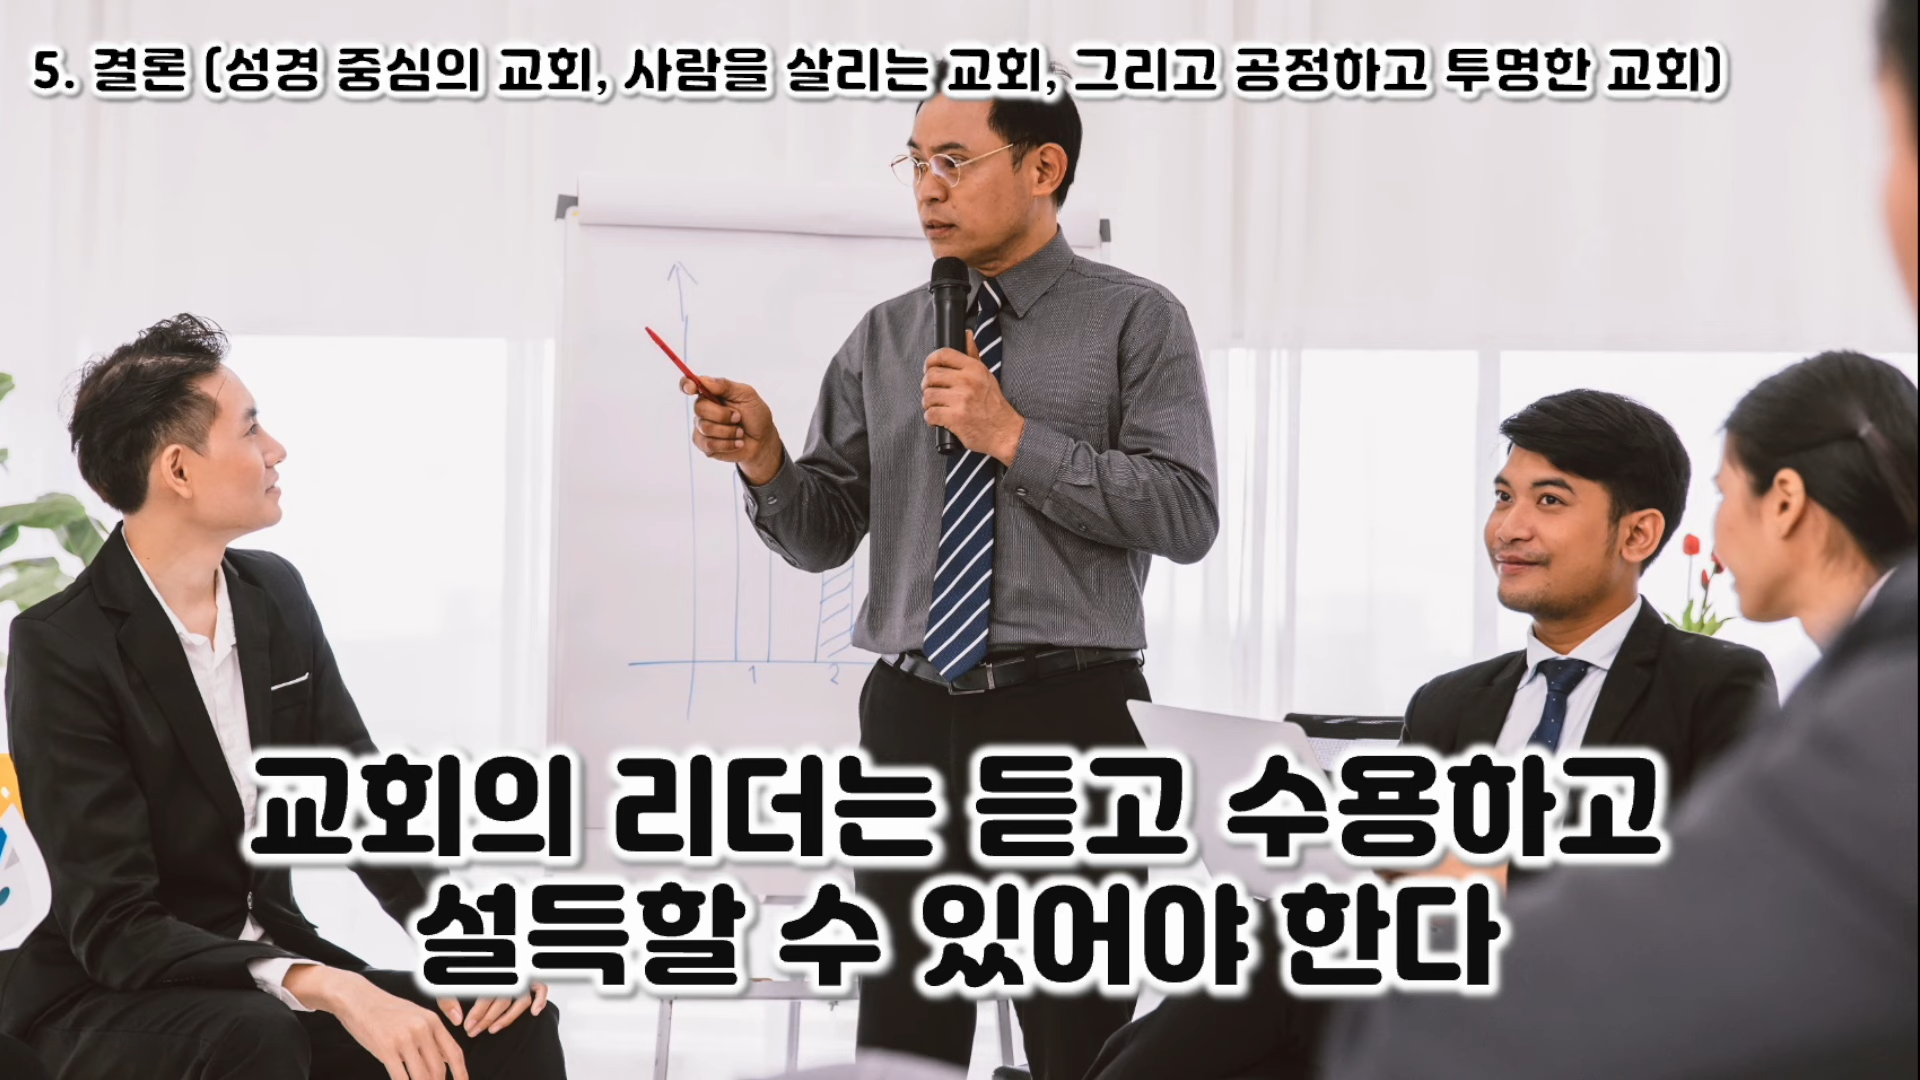 5. 결론 (성경 중심의 교회, 사람을 살리는 교회, 그리고 공정하고 투명한 교회)
1 2
교회의 리더는 듣고 수용하고
설득할 수 있어야 한다